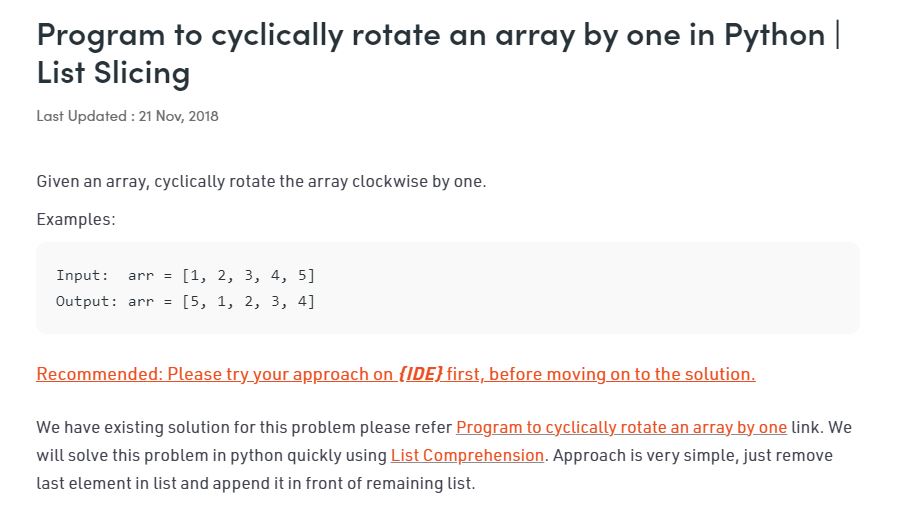 Program to cyclically rotate an array by one in Python |
List Slicing
Last Updated : 21 Nov, 2018
Given an array, cyclically rotate the array clockwise by one.
Examples:
Input:  arr = [1, 2, 3, 4, 5]
Output: arr = [5, 1, 2, 3, 4]
Recommended: Please try your approach on {IDE} first, before moving on to the solution.
We have existing solution for this problem please refer Program to cyclically rotate an array by one link. We
will solve this problem in python quickly using List Comprehension. Approach is very simple, just remove
last element in list and append it in front of remaining list.